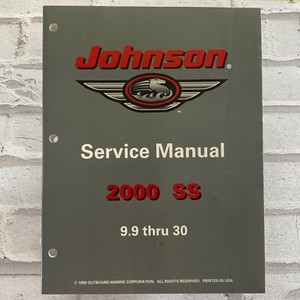 Johnson®
Service Manual
2000 SS
9.9 thru 30
© 1999 OUTBOARD MARINE CORPORATION. ALL RIGHTS RESERVED. PRINTED IN USA.